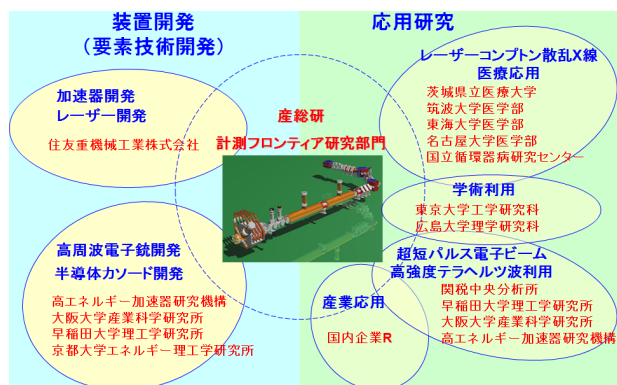 装置開発
(要素技術開発)
応用研究
加速器開発
レーザー開発
住友重機械工業株式会社
産総研
計測フロンティア研究部門
レーザーコンプトン散乱X線
医療応用
茨城県立医療大学
筑波大学医学部
東海大学医学部
名古屋大学医学部
国立循環器病研究センター
学術利用
東京大学工学研究科
広島大学理学研究科
高周波電子銃開発
半導体カソード開発
高エネルギー加速器研究機構
大阪大学産業科学研究所
早稲田大学理工学研究所
京都大学エネルギー理工学研究所
超短パルス電子ビーム
高強度テラヘルツ波利用
関税中央分析所
早稲田大学理工学研究所
大阪大学産業科学研究所
高エネルギー加速器研究機構
産業応用
国内企業R